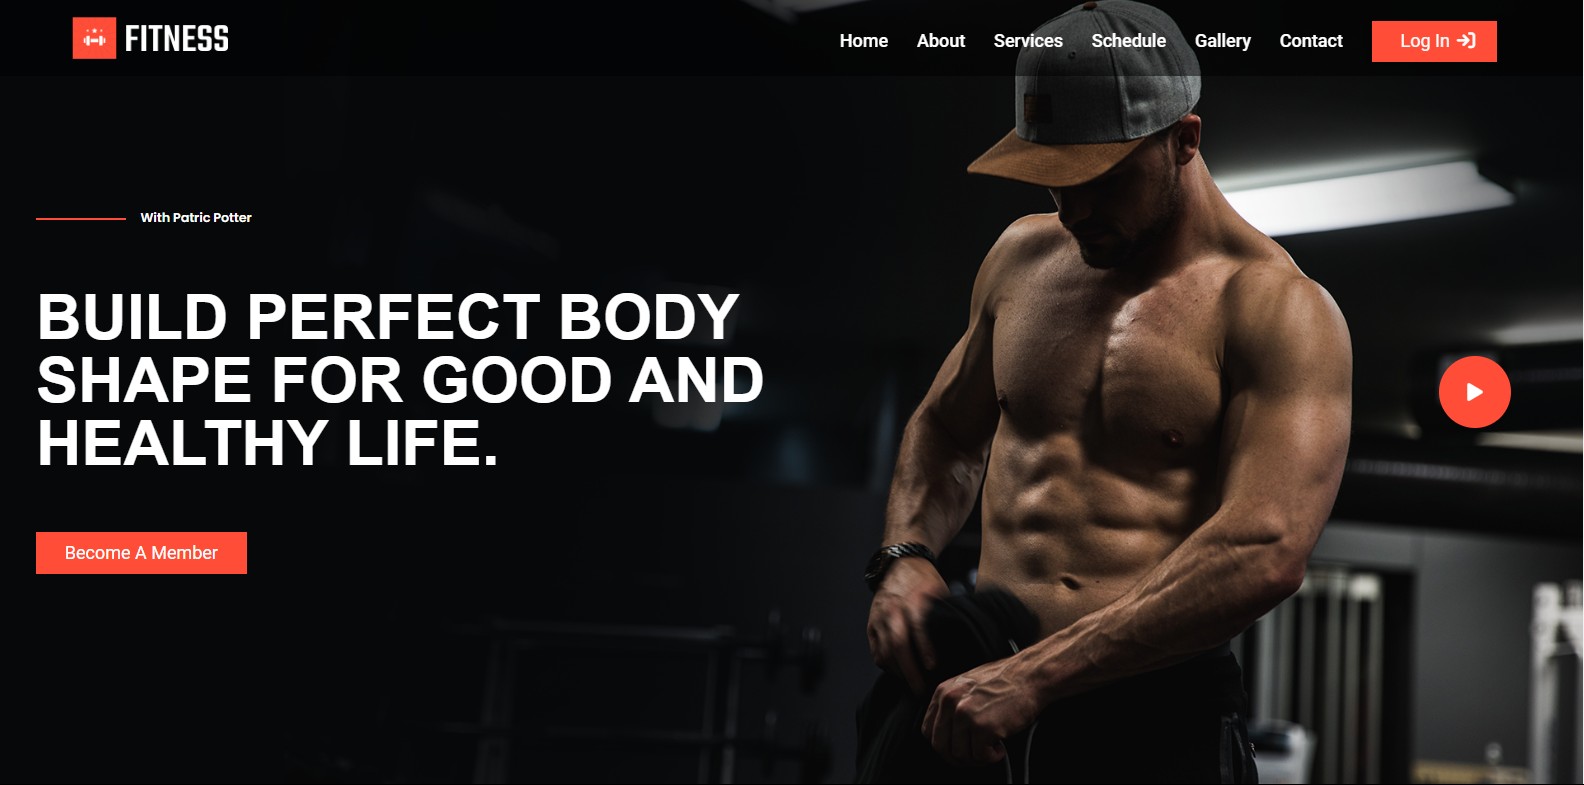 FITNESS
Home About Services Schedule Gallery Contact Log In
With Patric Potter
BUILD PERFECT BODY
SHAPE FOR GOOD AND
HEALTHY LIFE.
Become A Member